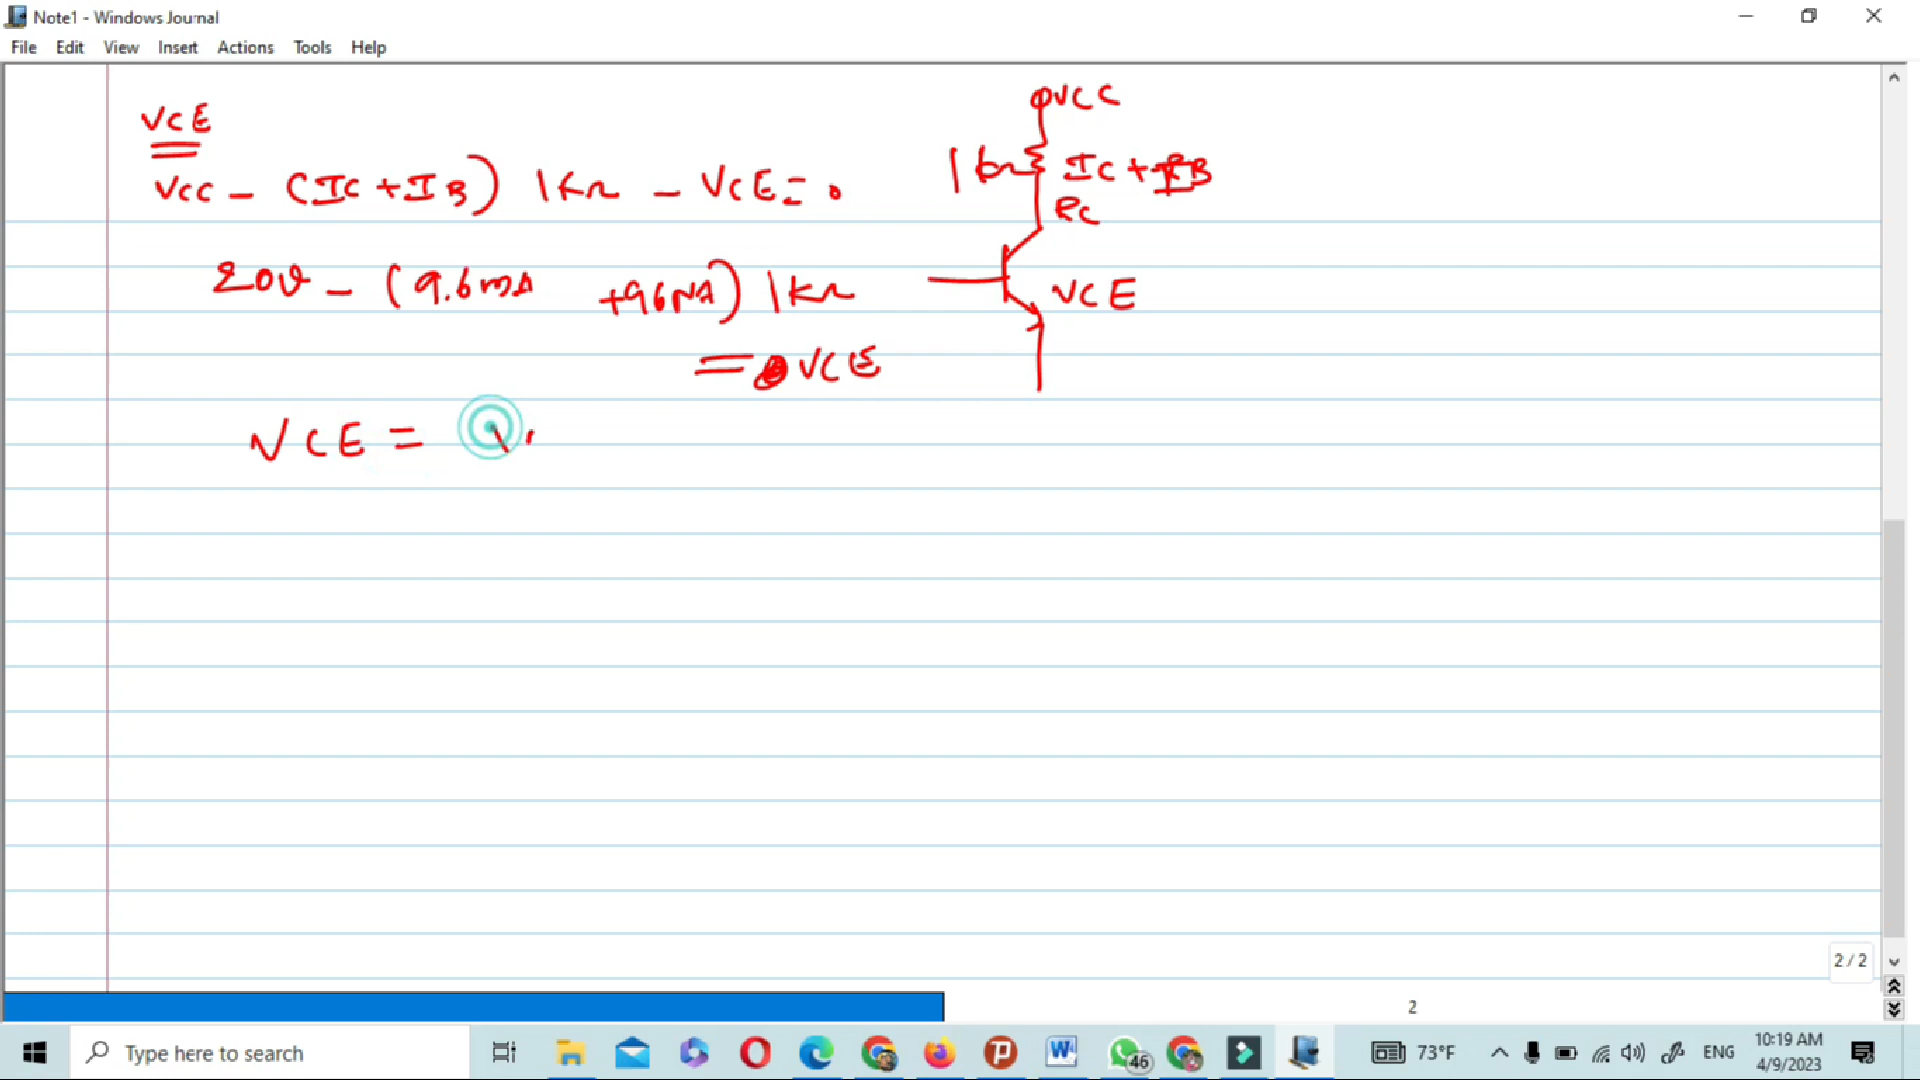 Note1 - Windows Journal
File Edit View Insert Actions Tools Help
VCE
VCC - (IC + IB) 1KΩ - VCE = 0
20V - (9.6mA +96μA) 1KΩ
= VCE
VCE =
VCC
1KΩ IC + IB
RC
VCE
2 / 2
2
Type here to search
46
73°F
ENG
10:19 AM
4/9/2023